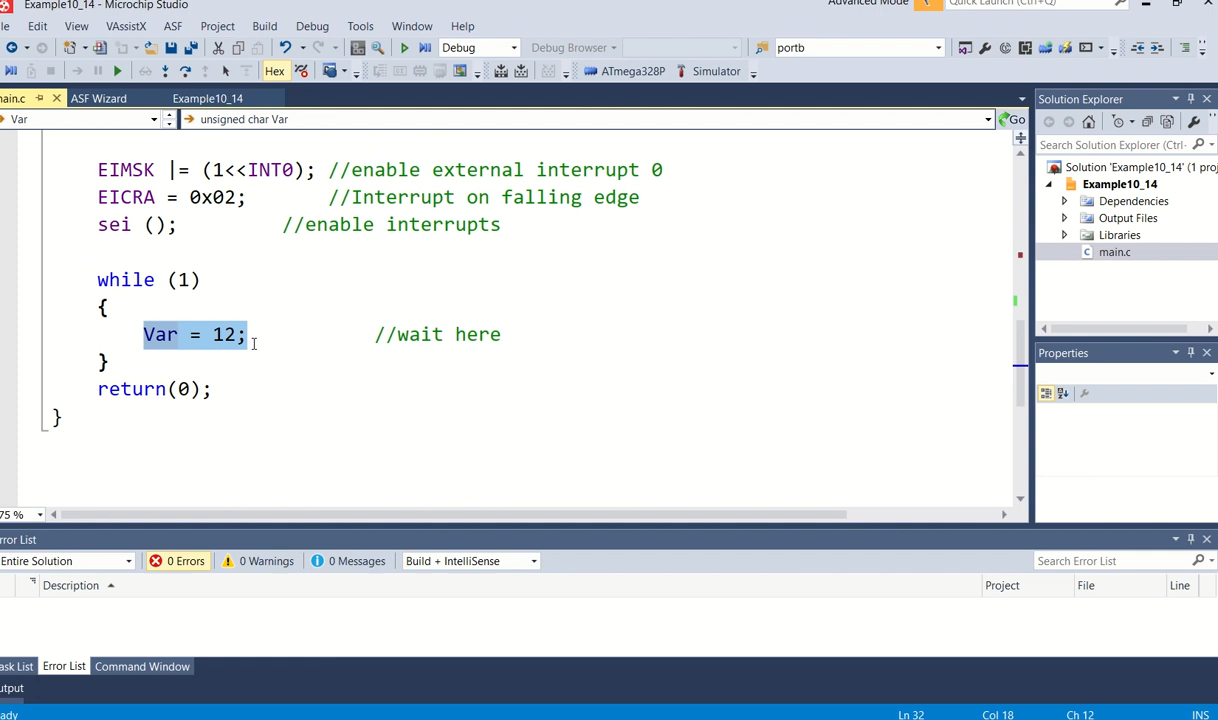 Example10_14 - Microchip Studio
Advanced Mode
Quick Launch (Ctrl+Q)
le Edit View VAssistX ASF Project Build Debug Tools Window Help
Debug Debug Browser portb
Hex ATmega328P Simulator
main.c ASF Wizard Example10_14
Var unsigned char Var Go
EIMSK |= (1<<INT0); //enable external interrupt 0
EICRA = 0x02; //Interrupt on falling edge
sei (); //enable interrupts
while (1)
{
Var = 12; //wait here
}
return(0);
}
75 %
Solution Explorer
Search Solution Explorer (Ctrl-
Solution 'Example10_14' (1 proj
Example10_14
Dependencies
Output Files
Libraries
main.c
Properties
rror List
Entire Solution 0 Errors 0 Warnings 0 Messages Build + IntelliSense Search Error List
Description Project File Line
ask List Error List Command Window
utput
ady Ln 32 Col 18 Ch 12 INS